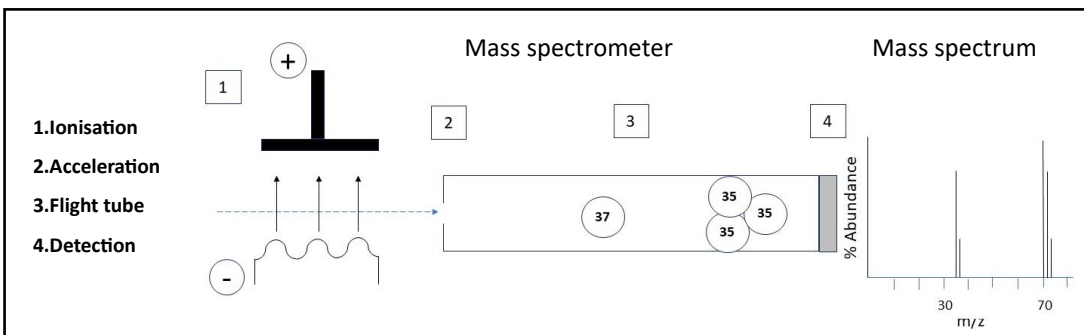 Mass spectrometer
Mass spectrum
+
1
2
3
4
1.Ionisation
2.Acceleration
3.Flight tube
4.Detection
37
35
35
35
-
% Abundance
30
70
m/z